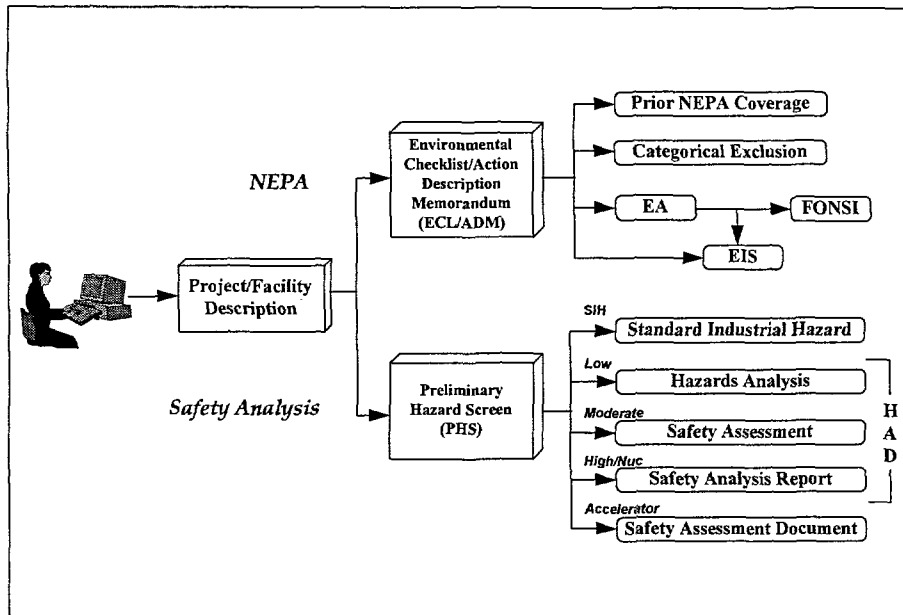 NEPA
Safety Analysis
Project/Facility
Description
Environmental
Checklist/Action
Description
Memorandum
(ECL/ADM)
Prior NEPA Coverage
Categorical Exclusion
EA
FONSI
EIS
Preliminary
Hazard Screen
(PHS)
SIH
Standard Industrial Hazard
Low
Hazards Analysis
Moderate
Safety Assessment
High/Nuc
Safety Analysis Report
Accelerator
Safety Assessment Document
H
A
D